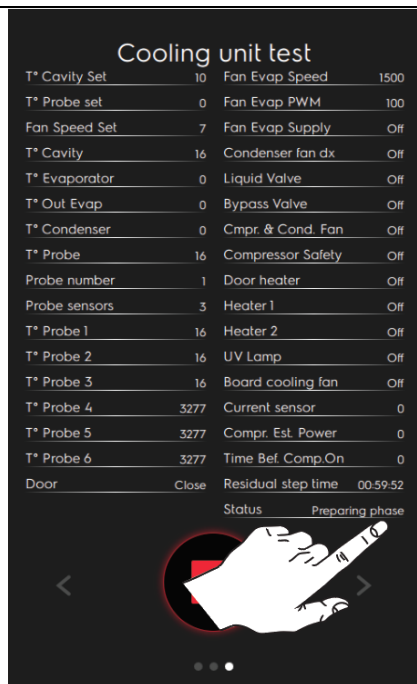 Cooling unit test
T° Cavity Set 10
T° Probe set 0
Fan Speed Set 7
T° Cavity 16
T° Evaporator 0
T° Out Evap 0
T° Condenser 0
T° Probe 16
Probe number 1
Probe sensors 3
T° Probe 1 16
T° Probe 2 16
T° Probe 3 16
T° Probe 4 3277
T° Probe 5 3277
T° Probe 6 3277
Door Close
Fan Evap Speed 1500
Fan Evap PWM 100
Fan Evap Supply Off
Condenser fan dx Off
Liquid Valve Off
Bypass Valve Off
Cmpr. & Cond. Fan Off
Compressor Safety Off
Door heater Off
Heater 1 Off
Heater 2 Off
UV Lamp Off
Board cooling fan Off
Current sensor 0
Compr. Est. Power 0
Time Bef. Comp.On 0
Residual step time 00:59:52
Status Preparing phase